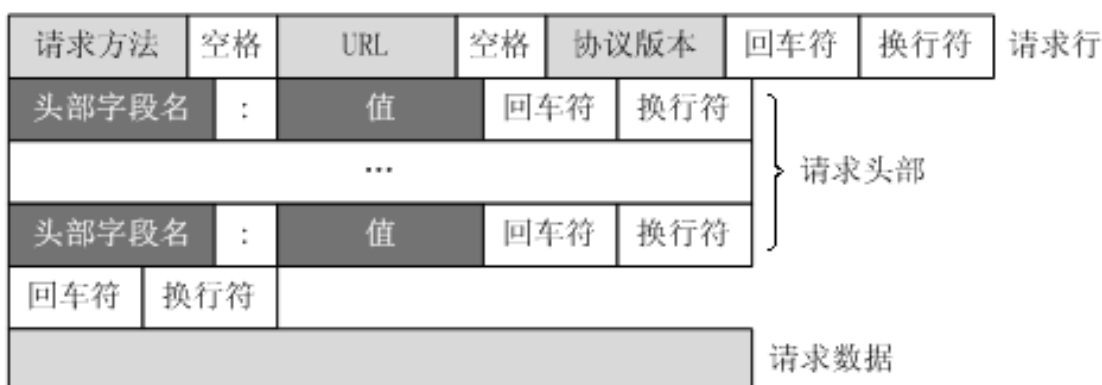 请求方法 空格 URL 空格 协议版本 回车符 换行符 请求行
头部字段名 : 值 回车符 换行符
... 请求头部
头部字段名 : 值 回车符 换行符
回车符 换行符
请求数据